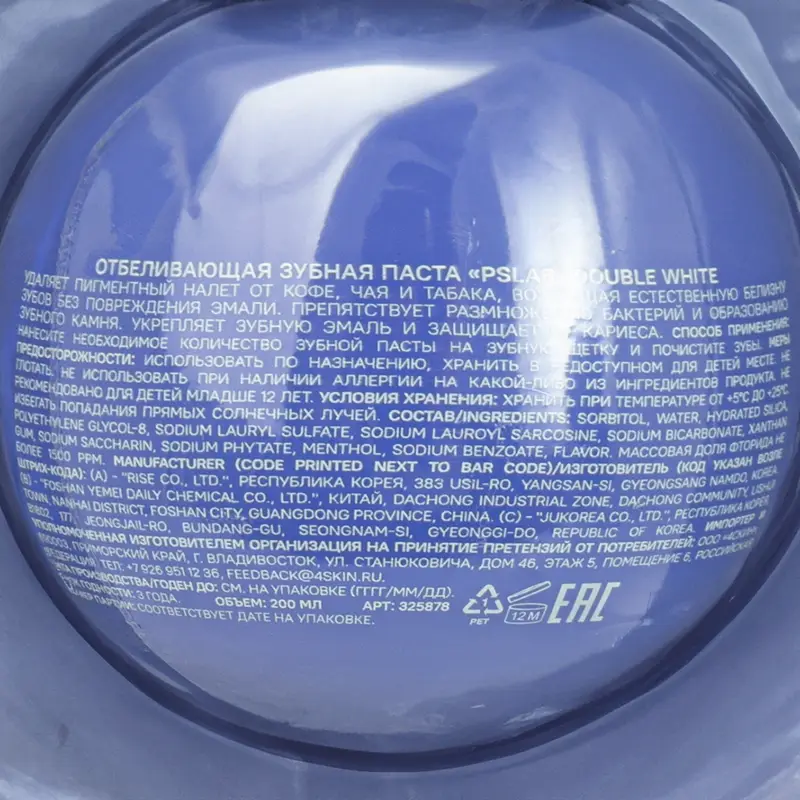 ОТБЕЛИВАЮЩАЯ ЗУБНАЯ ПАСТА «PSLAB DOUBLE WHITE
УДАЛЯЕТ ПИГМЕНТНЫЙ НАЛЕТ ОТ КОФЕ, ЧАЯ И ТАБАКА, ЕСТЕСТВЕННУЮ БЕЛИЗНУ
ЗУБОВ БЕЗ ПОВРЕЖДЕНИЯ ЭМАЛИ. ПРЕПЯТСТВУЕТ БАКТЕРИЙ И ОБРАЗОВАНИЮ
ЗУБНОГО КАМНЯ. УКРЕПЛЯЕТ ЗУБНУЮ ЭМАЛЬ И ЗАЩИЩАЕТ КАРИЕСА. СПОСОБ ПРИМЕНЕНИЯ:
НАНЕСИТЕ НЕОБХОДИМОЕ КОЛИЧЕСТВО ЗУБНОЙ ПАСТЫ НА ЗУБНУЮ ЩЕТКУ И ПОЧИСТИТЕ ЗУБЫ. МЕРЫ
ПРЕДОСТОРОЖНОСТИ: ИСПОЛЬЗОВАТЬ ПО НАЗНАЧЕНИЮ, ХРАНИТЬ В НЕДОСТУПНОМ ДЛЯ ДЕТЕЙ МЕСТЕ. НЕ
ГЛОТАТЬ. НЕ ИСПОЛЬЗОВАТЬ ПРИ НАЛИЧИИ АЛЛЕРГИИ НА КАКОЙ-ЛИБО ИЗ ИНГРЕДИЕНТОВ ПРОДУКТА. НЕ
РЕКОМЕНДОВАНО ДЛЯ ДЕТЕЙ МЛАДШЕ 12 ЛЕТ. УСЛОВИЯ ХРАНЕНИЯ: ХРАНИТЬ ПРИ ТЕМПЕРАТУРЕ ОТ +5°C ДО +25°C
ИЗБЕГАТЬ ПОПАДАНИЯ ПРЯМЫХ СОЛНЕЧНЫХ ЛУЧЕЙ. СОСТАВ/INGREDIENTS: SORBITOL, WATER, HYDRATED SILICA,
POLYETHYLENE GLYCOL-8, SODIUM LAURYL SULFATE, SODIUM LAUROYL SARCOSINE, SODIUM BICARBONATE, XANTHAN
GUM, SODIUM SACCHARIN, SODIUM PHYTATE, MENTHOL, SODIUM BENZOATE, FLAVOR. МАССОВАЯ ДОЛЯ ФТОРИДА НЕ
БОЛЕЕ 1500 PPM. MANUFACTURER (CODE PRINTED NEXT TO BAR CODE)/ИЗГОТОВИТЕЛЬ (КОД УКАЗАН ВОЗЛЕ
ШТРИХ-КОДА): (A) - "RISE CO., LTD.", РЕСПУБЛИКА КОРЕЯ, 383 USIL-RO, YANGSAN-SI, GYEONGSANG NAMDO, KOREA.
(B) - "FOSHAN YEMEI DAILY CHEMICAL CO., LTD.", КИТАЙ, DACHONG INDUSTRIAL ZONE, DACHONG COMMUNITY, LISHUI
TOWN, NANHAI DISTRICT, FOSHAN CITY, GUANGDONG PROVINCE, CHINA. (C) - "JUKOREA CO., LTD.", РЕСПУБЛИКА КОРЕЯ,
B1802, 177, JEONGJAIL-RO, BUNDANG-GU, SEONGNAM-SI, GYEONGGI-DO, REPUBLIC OF KOREA. ИМПОРТЕР И
УПОЛНОМОЧЕННАЯ ИЗГОТОВИТЕЛЕМ ОРГАНИЗАЦИЯ НА ПРИНЯТИЕ ПРЕТЕНЗИЙ ОТ ПОТРЕБИТЕЛЕЙ: ООО «4СКИН»,
ПРИМОРСКИЙ КРАЙ, Г. ВЛАДИВОСТОК, УЛ. СТАНЮКОВИЧА, ДОМ 46, ЭТАЖ 5, ПОМЕЩЕНИЕ 6, РОССИЙСКАЯ
ФЕДЕРАЦИЯ ТЕЛ: +7 926 951 12 36, FEEDBACK@4SKIN.RU.
ПРОИЗВОДСТВА/ГОДЕН ДО: СМ. НА УПАКОВКЕ (ГГГГ/ММ/ДД).
ГОДНОСТИ: 3 ГОДА. ОБЪЕМ: 200 МЛ АРТ: 325878
ПАРТИИ: СООТВЕТСТВУЕТ ДАТЕ НА УПАКОВКЕ.
1
PET
12 M
EAC